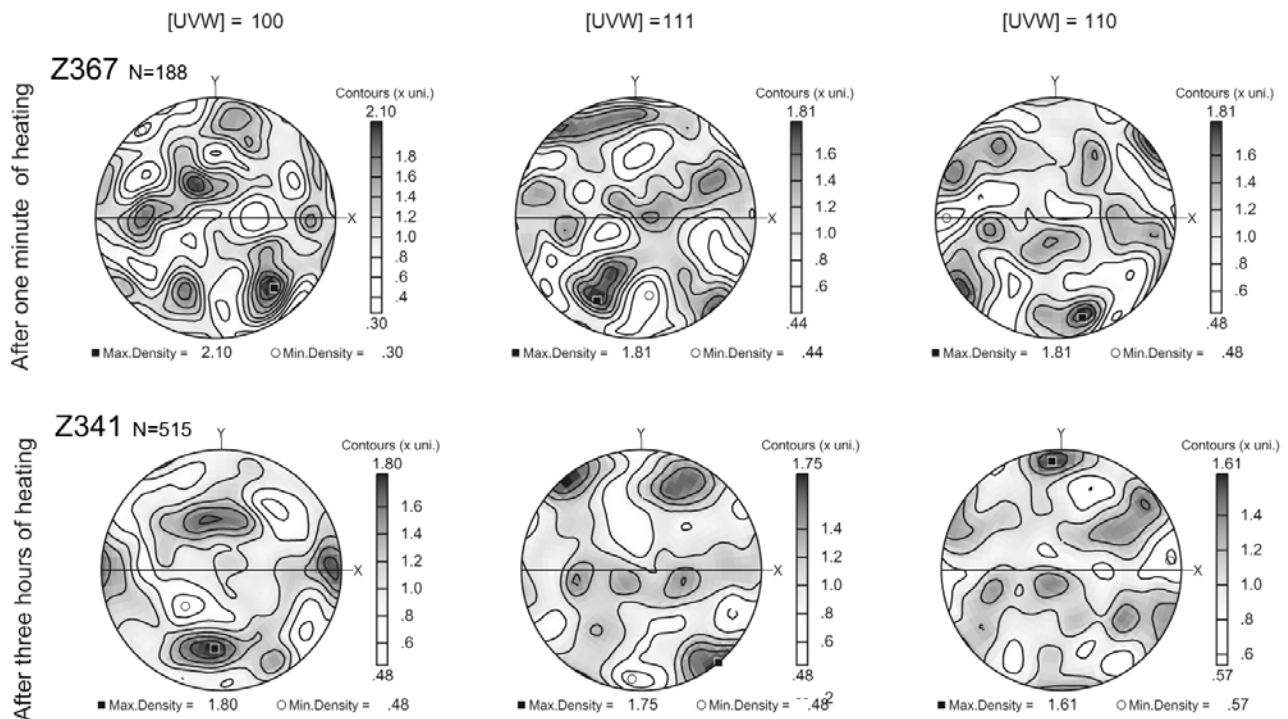 [UVW] = 100
[UVW] =111
[UVW] = 110
After one minute of heating
Z367 N=188
Y
X
Contours (x uni.)
2.10
1.8
1.6
1.4
1.2
1.0
.8
.6
.4
.30
Max.Density = 2.10
Min.Density = .30
Y
X
Contours (x uni.)
1.81
1.6
1.4
1.2
1.0
.8
.6
.44
Max.Density = 1.81
Min.Density = .44
Y
X
Contours (x uni.)
1.81
1.6
1.4
1.2
1.0
.8
.6
.48
Max.Density = 1.81
Min.Density = .48
After three hours of heating
Z341 N=515
Y
X
Contours (x uni.)
1.80
1.6
1.4
1.2
1.0
.8
.6
.48
Max.Density = 1.80
Min.Density = .48
Y
X
Contours (x uni.)
1.75
1.4
1.2
1.0
.8
.6
.48
Max.Density = 1.75
Min.Density = .48
Y
X
Contours (x uni.)
1.61
1.4
1.2
1.0
.8
.6
.57
Max.Density = 1.61
Min.Density = .57